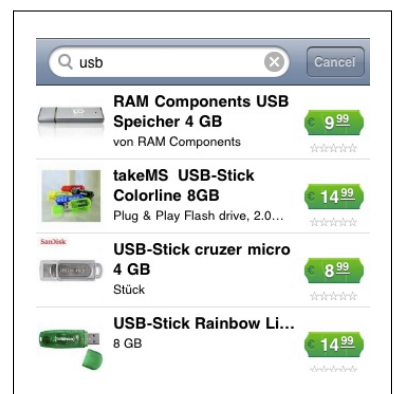 usb
Cancel
RAM Components USB
Speicher 4 GB
von RAM Components
€ 9.99
takeMS USB-Stick
Colorline 8GB
Plug & Play Flash drive, 2.0...
€ 14.99
SanDisk
USB-Stick cruzer micro
4 GB
Stück
€ 8.99
USB-Stick Rainbow Li...
8 GB
€ 14.99